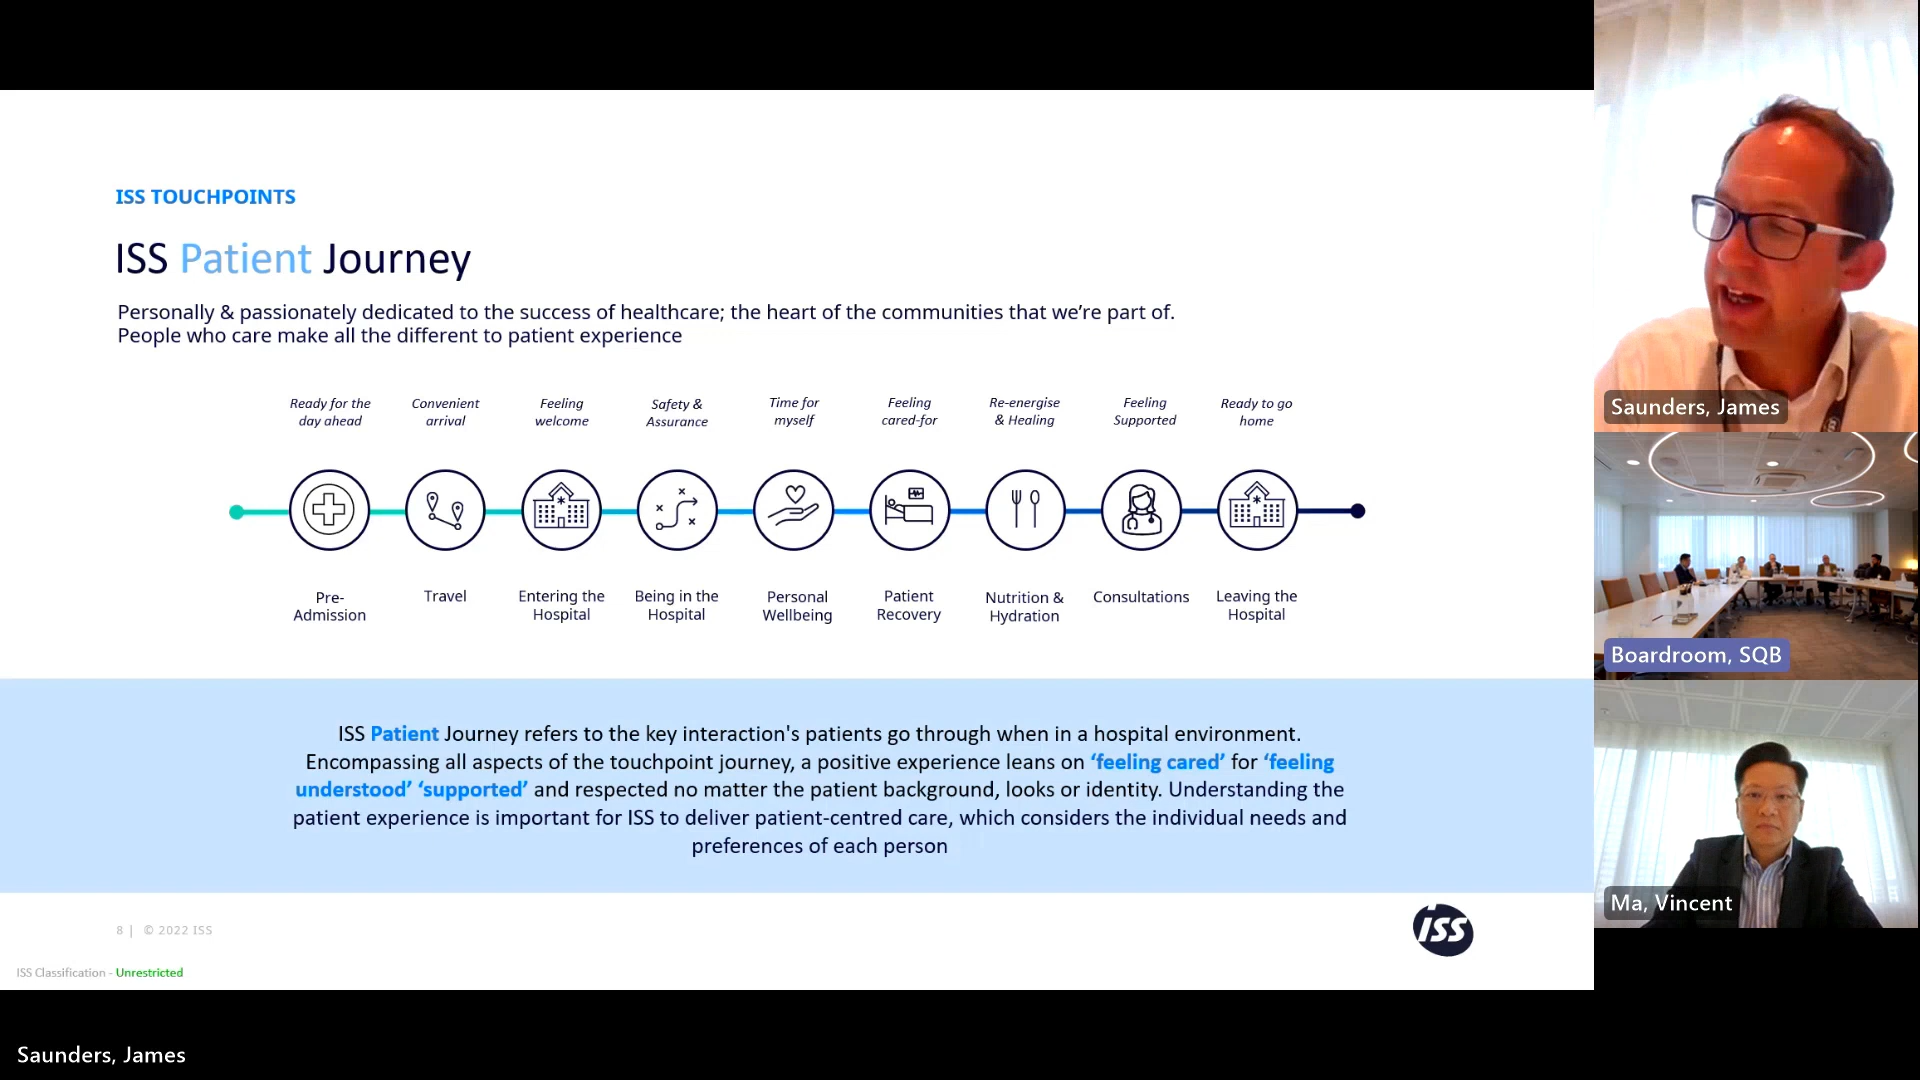 ISS TOUCHPOINTS
ISS Patient Journey
Personally & passionately dedicated to the success of healthcare; the heart of the communities that we’re part of.
People who care make all the different to patient experience
Ready for the
day ahead
Convenient
arrival
Feeling
welcome
Safety &
Assurance
Time for
myself
Feeling
cared-for
Re-energise
& Healing
Feeling
Supported
Ready to go
home
Pre-
Admission
Travel
Entering the
Hospital
Being in the
Hospital
Personal
Wellbeing
Patient
Recovery
Nutrition &
Hydration
Consultations
Leaving the
Hospital
ISS Patient Journey refers to the key interaction's patients go through when in a hospital environment.
Encompassing all aspects of the touchpoint journey, a positive experience leans on ‘feeling cared’ for ‘feeling
understood’ ‘supported’ and respected no matter the patient background, looks or identity. Understanding the
patient experience is important for ISS to deliver patient-centred care, which considers the individual needs and
preferences of each person
8 | © 2022 ISS
ISS
ISS Classification - Unrestricted
Saunders, James
Boardroom, SQB
Ma, Vincent
Saunders, James